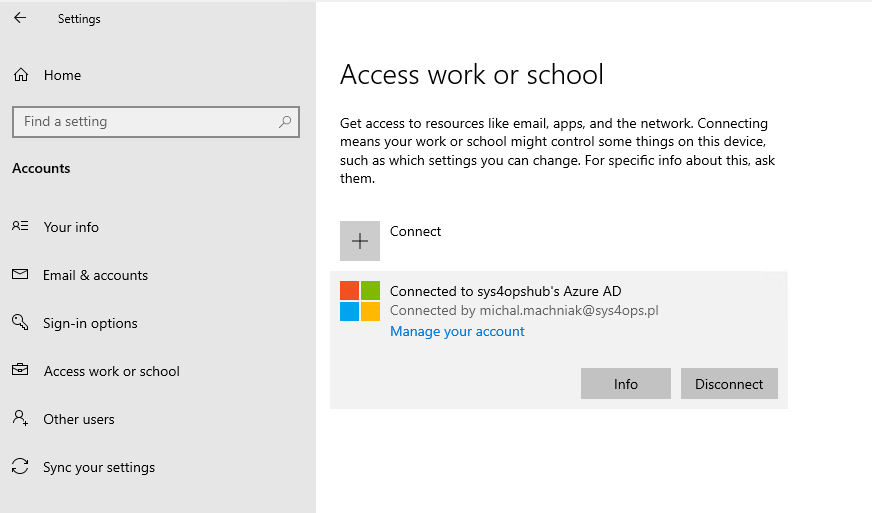 Settings
Home
Find a setting
Accounts
Your info
Email & accounts
Sign-in options
Access work or school
Other users
Sync your settings
Access work or school
Get access to resources like email, apps, and the network. Connecting
means your work or school might control some things on this device,
such as which settings you can change. For specific info about this, ask
them.
Connect
Connected to sys4opshub's Azure AD
Connected by michal.machniak@sys4ops.pl
Manage your account
Info
Disconnect